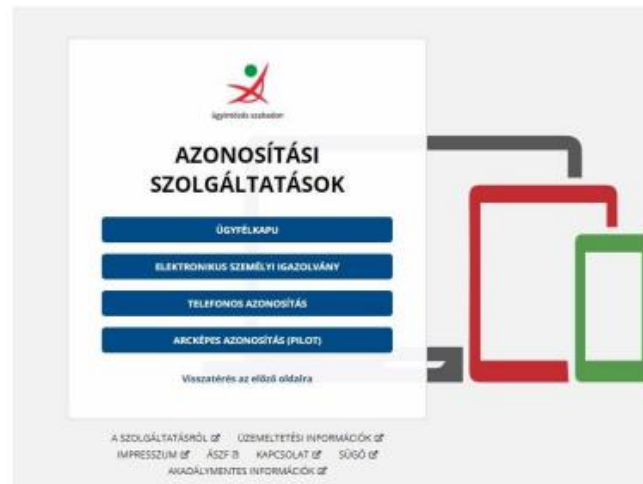 ügyintézés szabadon
AZONOSÍTÁSI
SZOLGÁLTATÁSOK
ÜGYFÉLKAPU
ELEKTRONIKUS SZEMÉLYI IGAZOLVÁNY
TELEFONOS AZONOSÍTÁS
ARCKÉPES AZONOSÍTÁS (PILOT)
Visszatérés az előző oldalra
A SZOLGÁLTATÁSRÓL ÜZEMELTETÉSI INFORMÁCIÓK
IMPRESSZUM ÁSZF KAPCSOLAT SÚGÓ
AKADÁLYMENTES INFORMÁCIÓK